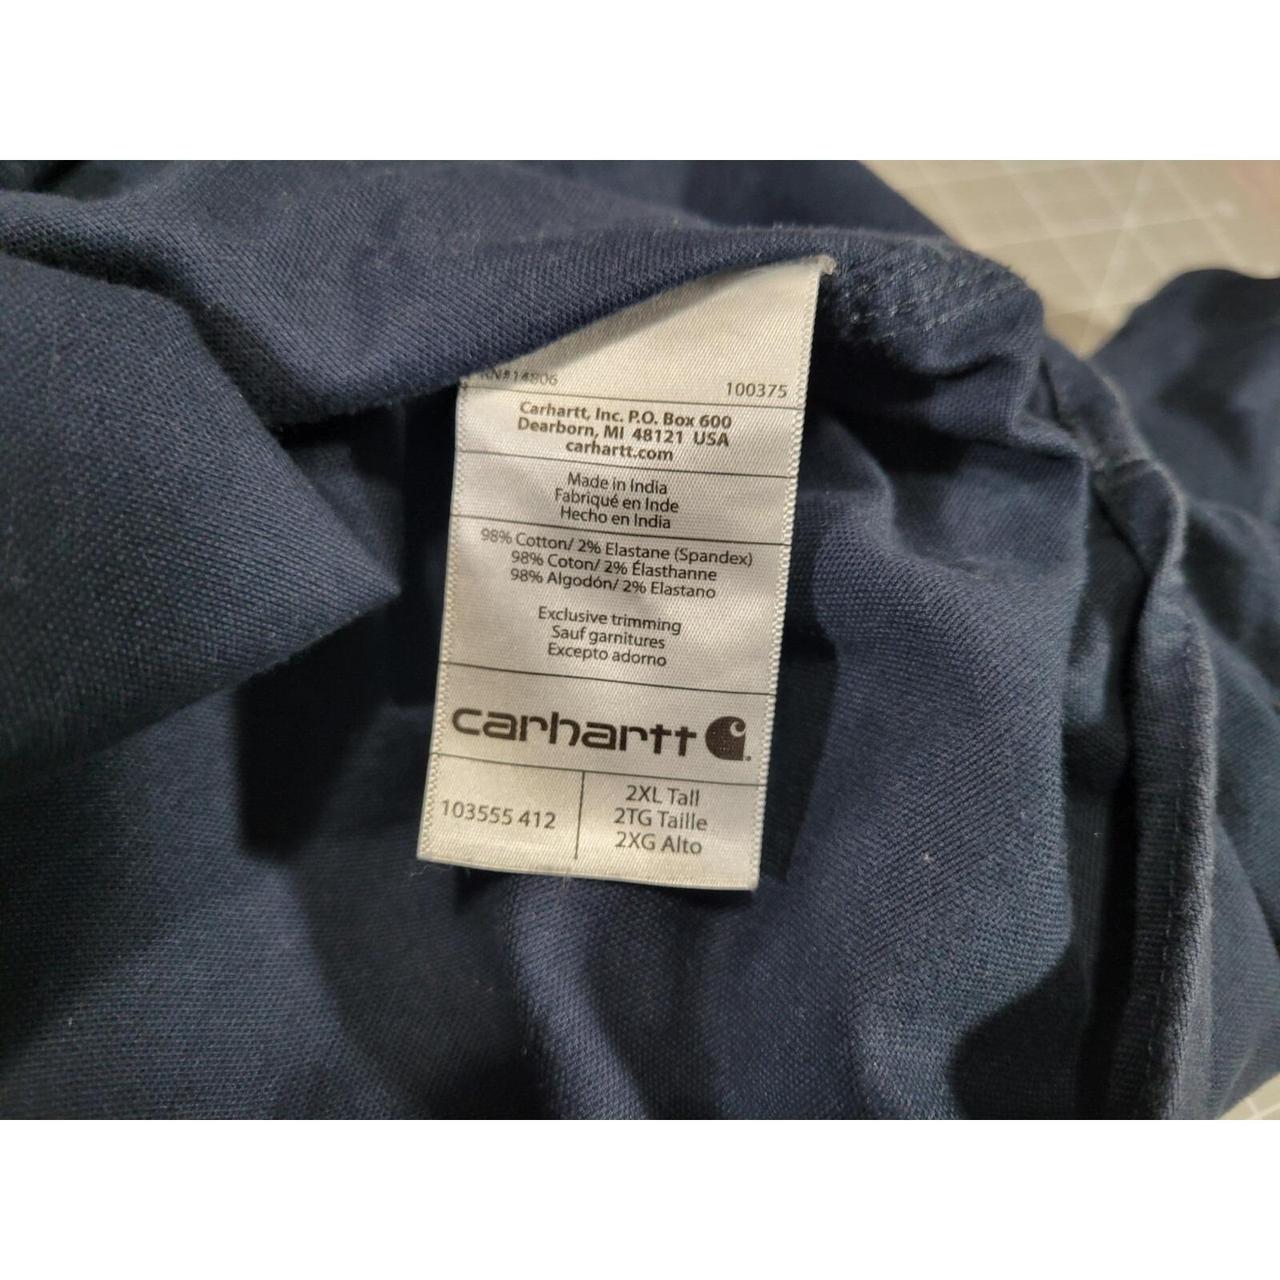 RN#14806 100375
Carhartt, Inc. P.O. Box 600
Dearborn, MI 48121 USA
carhartt.com
Made in India
Fabriqué en Inde
Hecho en India
98% Cotton/ 2% Elastane (Spandex)
98% Coton/ 2% Élasthanne
98% Algodón/ 2% Elastano
Exclusive trimming
Sauf garnitures
Excepto adorno
carhartt
103555 412
2XL Tall
2TG Taille
2XG Alto